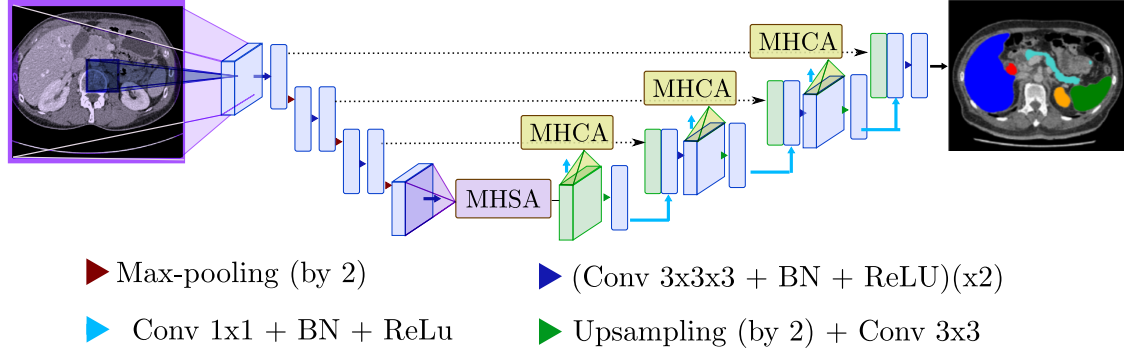 MHCA
MHCA
MHCA
MHSA
Max-pooling (by 2)
(Conv 3x3x3 + BN + ReLU)(x2)
Conv 1x1 + BN + ReLu
Upsampling (by 2) + Conv 3x3